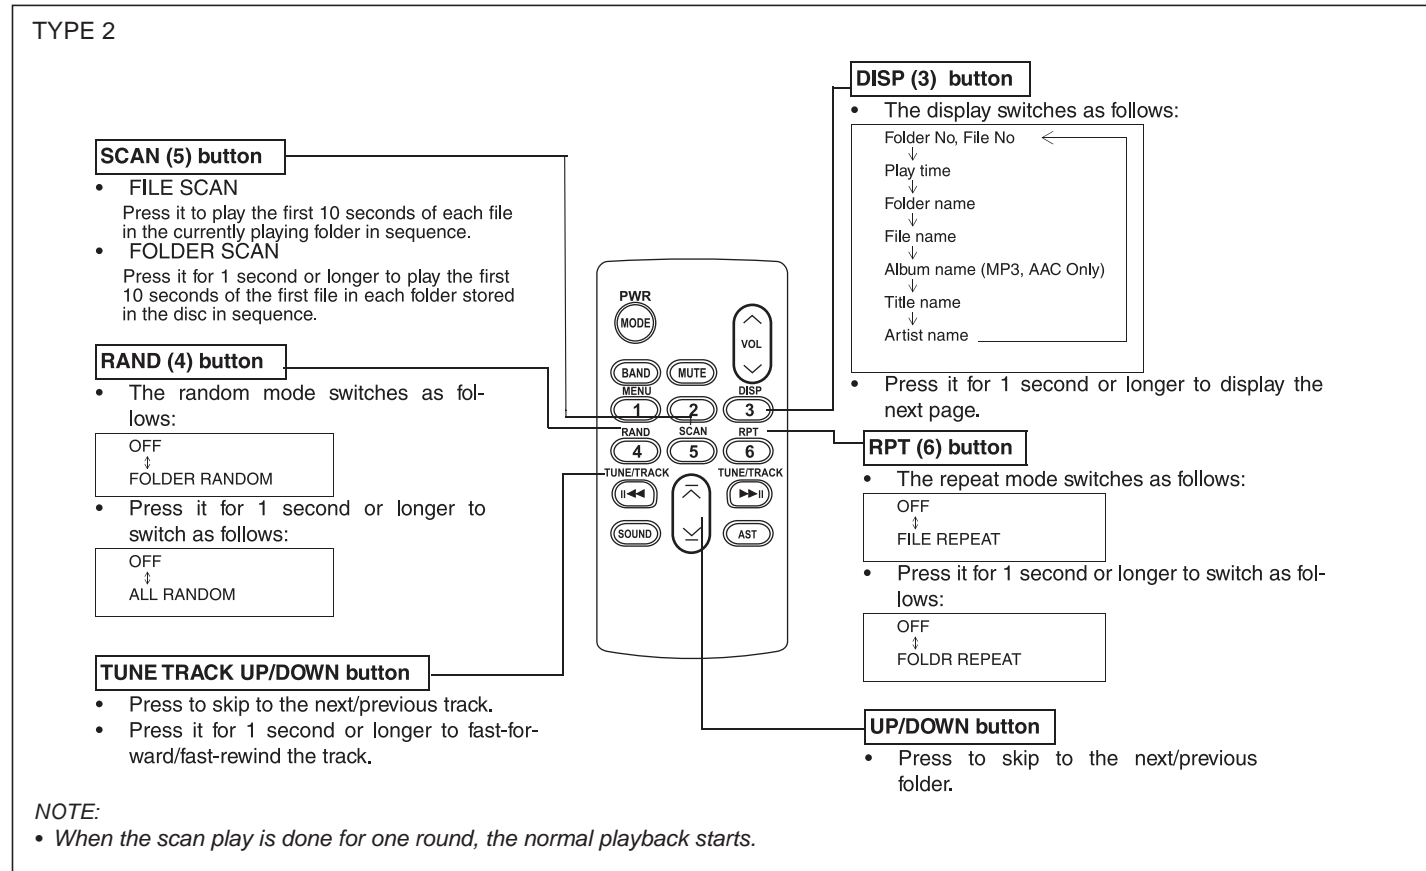 TYPE 2
SCAN (5) button
• FILE SCAN
Press it to play the first 10 seconds of each file
in the currently playing folder in sequence.
• FOLDER SCAN
Press it for 1 second or longer to play the first
10 seconds of the first file in each folder stored
in the disc in sequence.
RAND (4) button
• The random mode switches as fol-
lows:
OFF
↕
FOLDER RANDOM
• Press it for 1 second or longer to
switch as follows:
OFF
↕
ALL RANDOM
TUNE TRACK UP/DOWN button
• Press to skip to the next/previous track.
• Press it for 1 second or longer to fast-for-
ward/fast-rewind the track.
PWR
MODE
VOL
BAND MUTE
MENU DISP
1 2 3
RAND SCAN RPT
4 5 6
TUNE/TRACK TUNE/TRACK
SOUND AST
DISP (3) button
• The display switches as follows:
Folder No, File No
↓
Play time
↓
Folder name
↓
File name
↓
Album name (MP3, AAC Only)
↓
Title name
↓
Artist name
• Press it for 1 second or longer to display the
next page.
RPT (6) button
• The repeat mode switches as follows:
OFF
↕
FILE REPEAT
• Press it for 1 second or longer to switch as fol-
lows:
OFF
↕
FOLDR REPEAT
UP/DOWN button
• Press to skip to the next/previous
folder.
NOTE:
• When the scan play is done for one round, the normal playback starts.